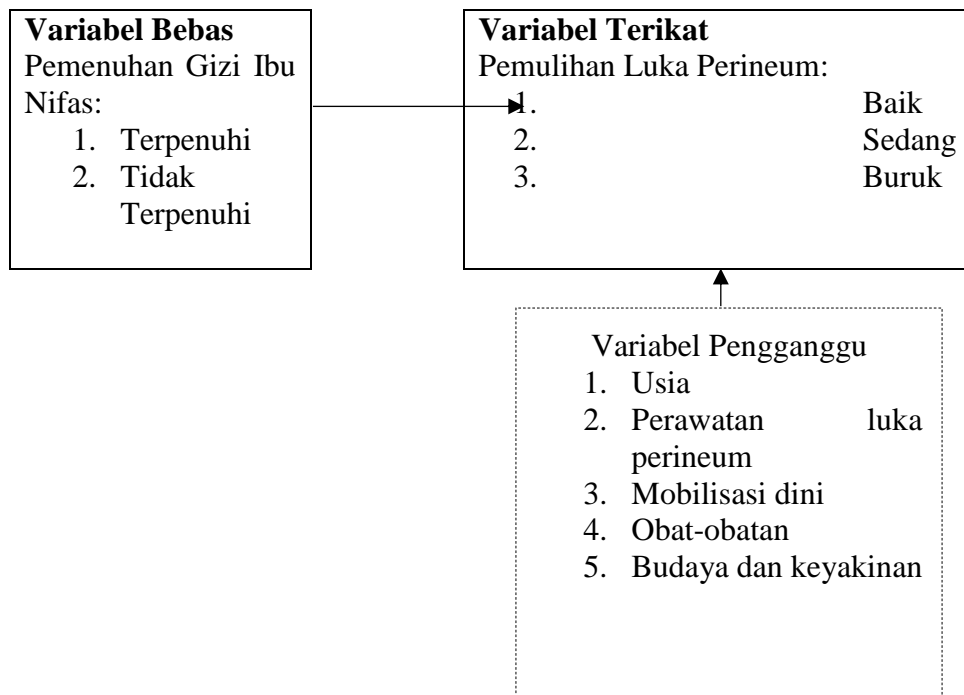 Variabel Bebas
Pemenuhan Gizi Ibu
Nifas:
1. Terpenuhi
2. Tidak
Terpenuhi
Variabel Terikat
Pemulihan Luka Perineum:
1. Baik
2. Sedang
3. Buruk
Variabel Pengganggu
1. Usia
2. Perawatan luka
perineum
3. Mobilisasi dini
4. Obat-obatan
5. Budaya dan keyakinan